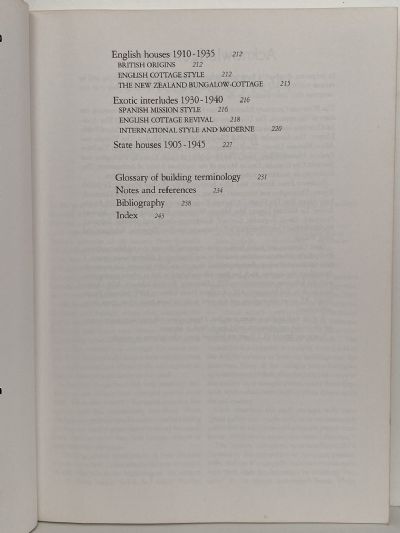 English houses 1910-1935 212
BRITISH ORIGINS 212
ENGLISH COTTAGE STYLE 212
THE NEW ZEALAND BUNGALOW-COTTAGE 215
Exotic interludes 1930-1940 216
SPANISH MISSION STYLE 216
ENGLISH COTTAGE REVIVAL 218
INTERNATIONAL STYLE AND MODERNE 220
State houses 1905-1945 227
Glossary of building terminology 231
Notes and references 234
Bibliography 238
Index 243